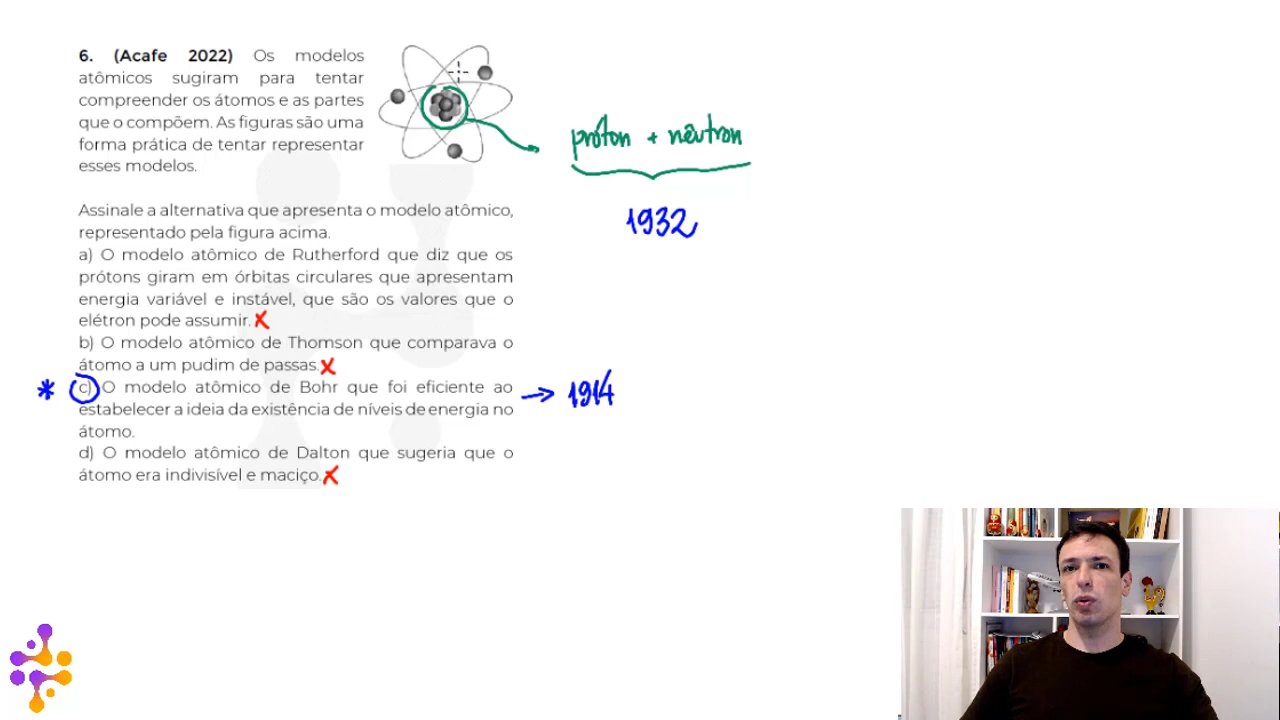 6. (Acafe 2022) Os modelos
atômicos sugiram para tentar
compreender os átomos e as partes
que o compõem. As figuras são uma
forma prática de tentar representar
esses modelos.
próton + nêutron
1932
Assinale a alternativa que apresenta o modelo atômico,
representado pela figura acima.
a) O modelo atômico de Rutherford que diz que os
prótons giram em órbitas circulares que apresentam
energia variável e instável, que são os valores que o
elétron pode assumir. X
b) O modelo atômico de Thomson que comparava o
átomo a um pudim de passas. X
* c) O modelo atômico de Bohr que foi eficiente ao
estabelecer a ideia da existência de níveis de energia no
átomo.
→ 1914
d) O modelo atômico de Dalton que sugeria que o
átomo era indivisível e maciço. X